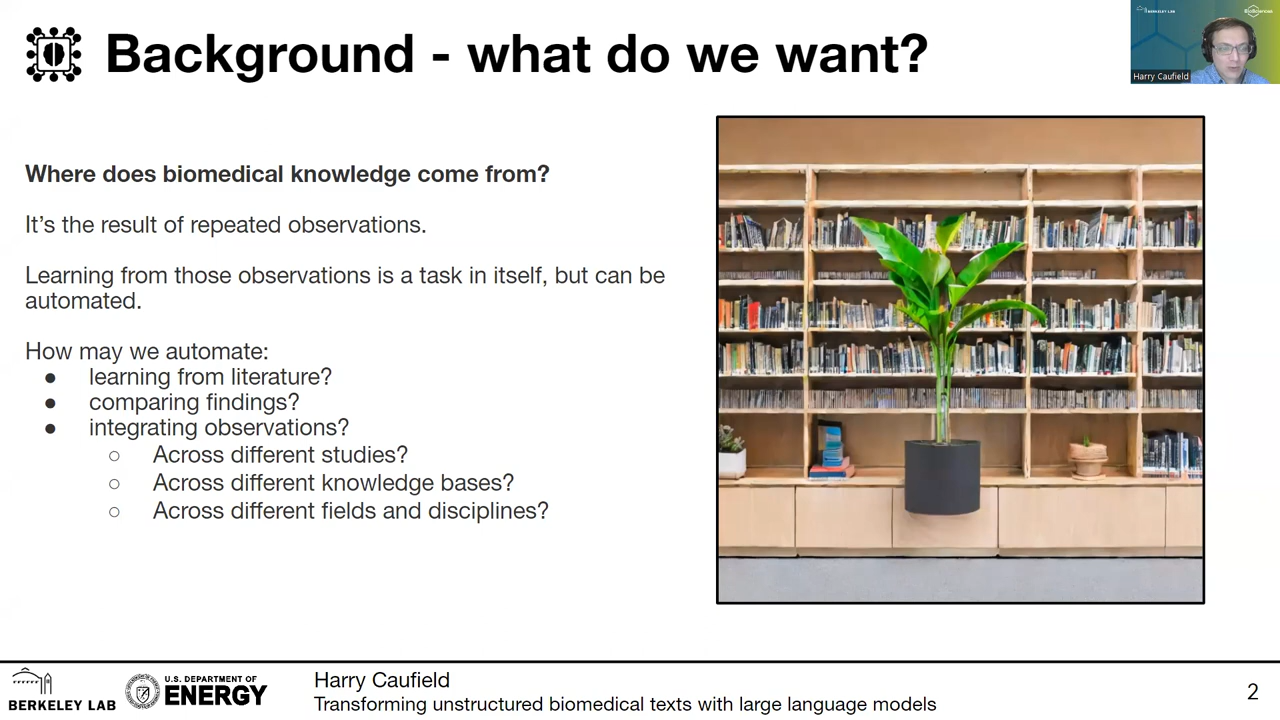 Background - what do we want?
BERKELEY LAB
BIOSCIENCES
Harry Caufield
Where does biomedical knowledge come from?
It’s the result of repeated observations.
Learning from those observations is a task in itself, but can be
automated.
How may we automate:
● learning from literature?
● comparing findings?
● integrating observations?
○ Across different studies?
○ Across different knowledge bases?
○ Across different fields and disciplines?
BERKELEY LAB
U.S. DEPARTMENT OF
ENERGY
Harry Caufield
Transforming unstructured biomedical texts with large language models
2